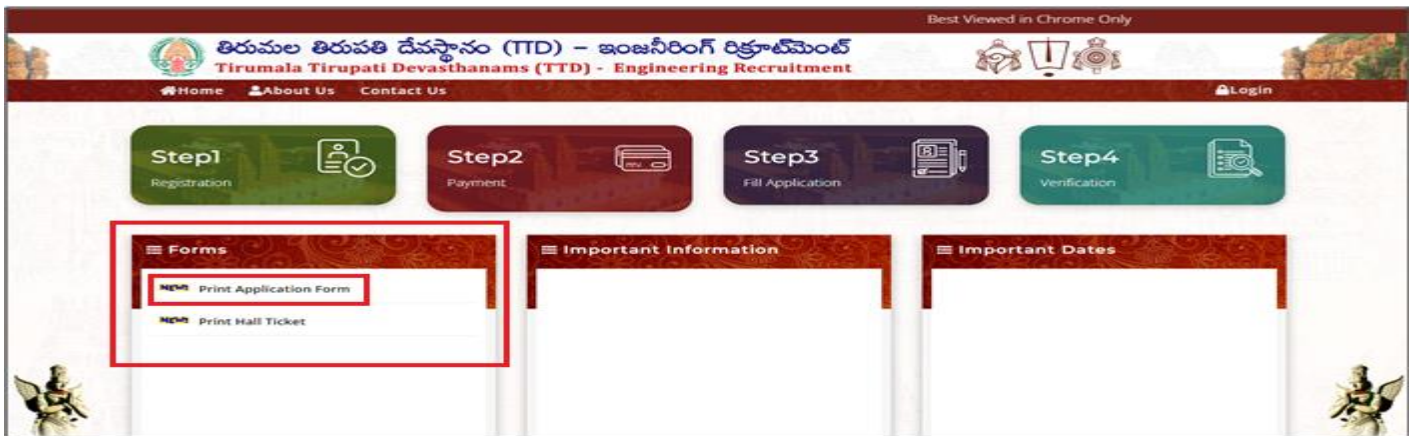 Best Viewed in Chrome Only
తిరుమల తిరుపతి దేవస్థానం (TTD) – ఇంజనీరింగ్ రిక్రూట్‌మెంట్
Tirumala Tirupati Devasthanams (TTD) - Engineering Recruitment
Home About Us Contact Us Login
Step1 Step2 Step3 Step4
Registration Payment Fill Application Verification
Forms Important Information Important Dates
NEW! Print Application Form
NEW! Print Hall Ticket